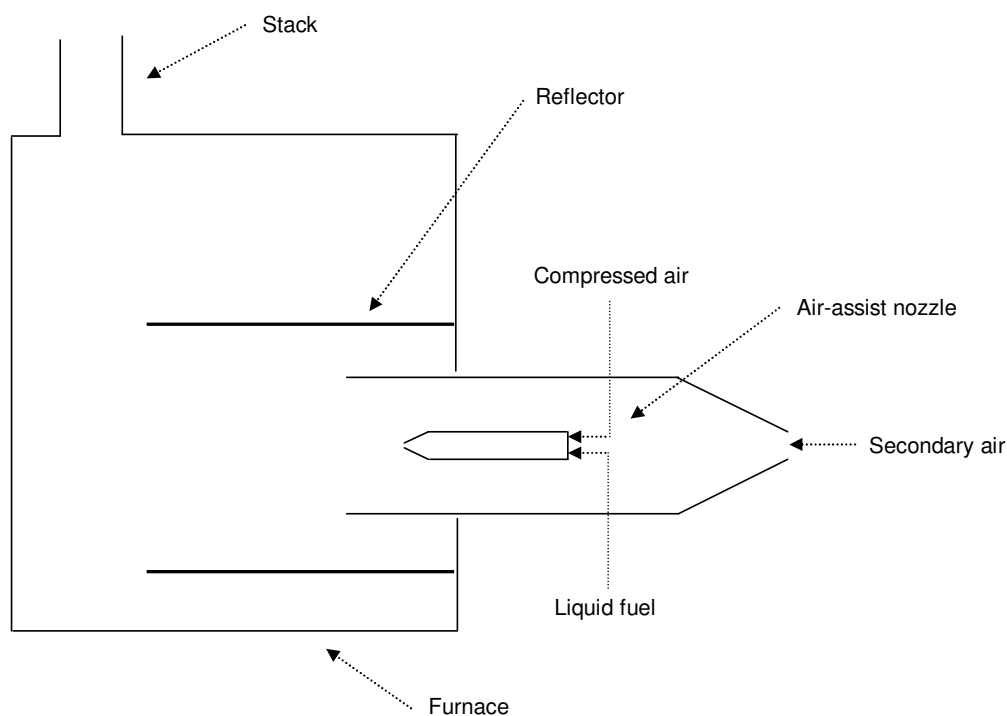 Stack
Reflector
Compressed air
Air-assist nozzle
Secondary air
Liquid fuel
Furnace